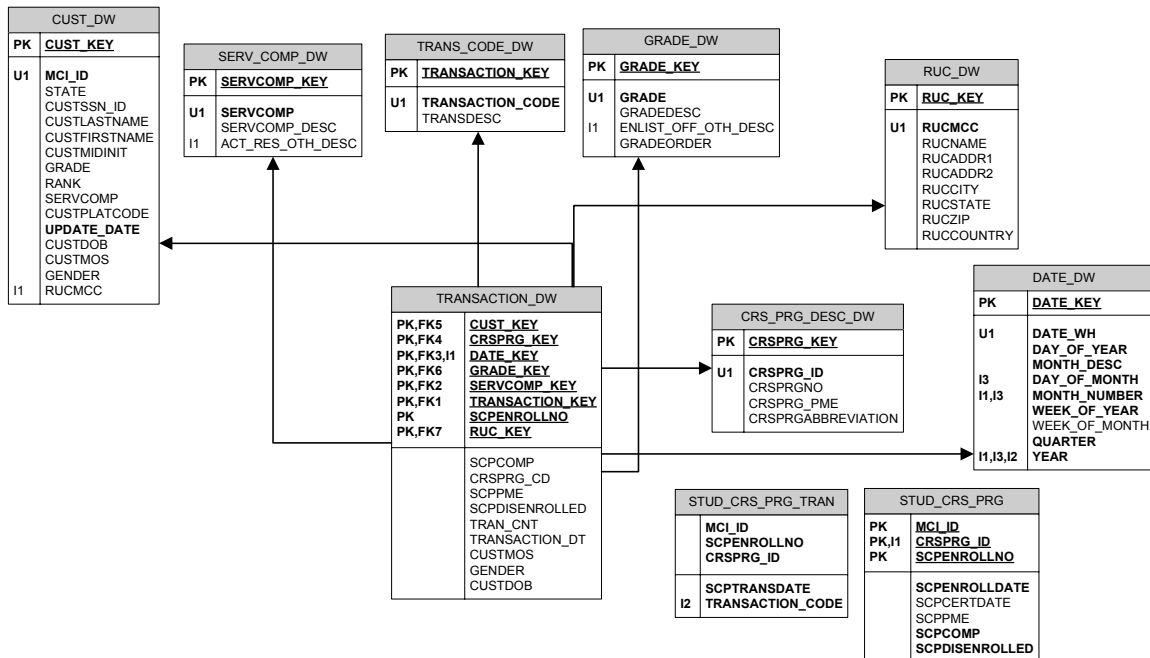 CUST_DW
PK CUST_KEY
U1 MCI_ID
STATE
CUSTSSN_ID
CUSTLASTNAME
CUSTFIRSTNAME
CUSTMIDINIT
GRADE
RANK
SERVCOMP
CUSTPLATCODE
UPDATE_DATE
CUSTDOB
CUSTMOS
GENDER
I1 RUCMCC
SERV_COMP_DW
PK SERVCOMP_KEY
U1 SERVCOMP
SERVCOMP_DESC
I1 ACT_RES_OTH_DESC
TRANS_CODE_DW
PK TRANSACTION_KEY
U1 TRANSACTION_CODE
TRANSDESC
GRADE_DW
PK GRADE_KEY
U1 GRADE
GRADEDESC
I1 ENLIST_OFF_OTH_DESC
GRADEORDER
RUC_DW
PK RUC_KEY
U1 RUCMCC
RUCNAME
RUCADDR1
RUCADDR2
RUCCITY
RUCSTATE
RUCZIP
RUCCOUNTRY
TRANSACTION_DW
PK,FK5 CUST_KEY
PK,FK4 CRSPRG_KEY
PK,FK3,I1 DATE_KEY
PK,FK6 GRADE_KEY
PK,FK2 SERVCOMP_KEY
PK,FK1 TRANSACTION_KEY
PK SCPENROLLNO
PK,FK7 RUC_KEY
SCPCOMP
CRSPRG_CD
SCPPME
SCPDISENROLLED
TRAN_CNT
TRANSACTION_DT
CUSTMOS
GENDER
CUSTDOB
CRS_PRG_DESC_DW
PK CRSPRG_KEY
U1 CRSPRG_ID
CRSPRGNO
CRSPRG_PME
CRSPRGABBREVIATION
DATE_DW
PK DATE_KEY
U1 DATE_WH
DAY_OF_YEAR
MONTH_DESC
I3 DAY_OF_MONTH
I1,I3 MONTH_NUMBER
WEEK_OF_YEAR
WEEK_OF_MONTH
QUARTER
I1,I3,I2 YEAR
STUD_CRS_PRG_TRAN
MCI_ID
SCPENROLLNO
CRSPRG_ID
SCPTRANSDATE
I2 TRANSACTION_CODE
STUD_CRS_PRG
PK MCI_ID
PK,I1 CRSPRG_ID
PK SCPENROLLNO
SCPENROLLDATE
SCPCERTDATE
SCPPME
SCPCOMP
SCPDISENROLLED